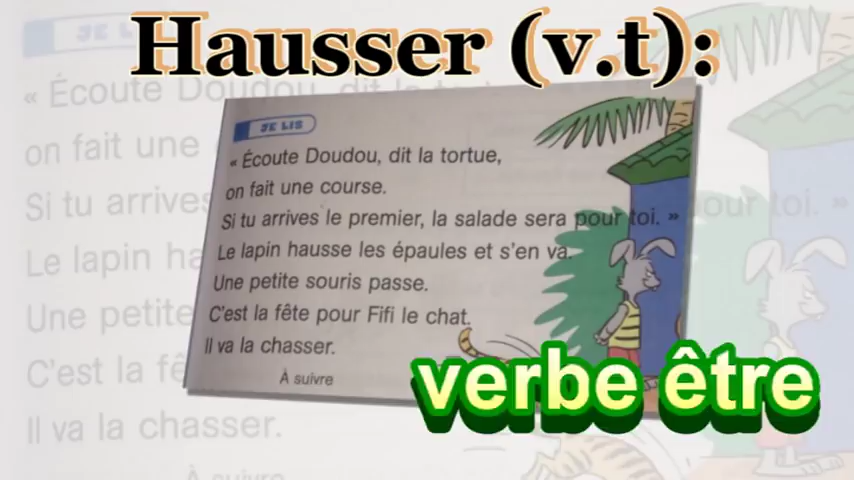 Hausser (v.t):
JE LIS
« Écoute Doudou, dit la tortue,
on fait une course.
Si tu arrives le premier, la salade sera pour toi. »
Le lapin hausse les épaules et s'en va.
Une petite souris passe.
C'est la fête pour Fifi le chat.
Il va la chasser.
À suivre
verbe être